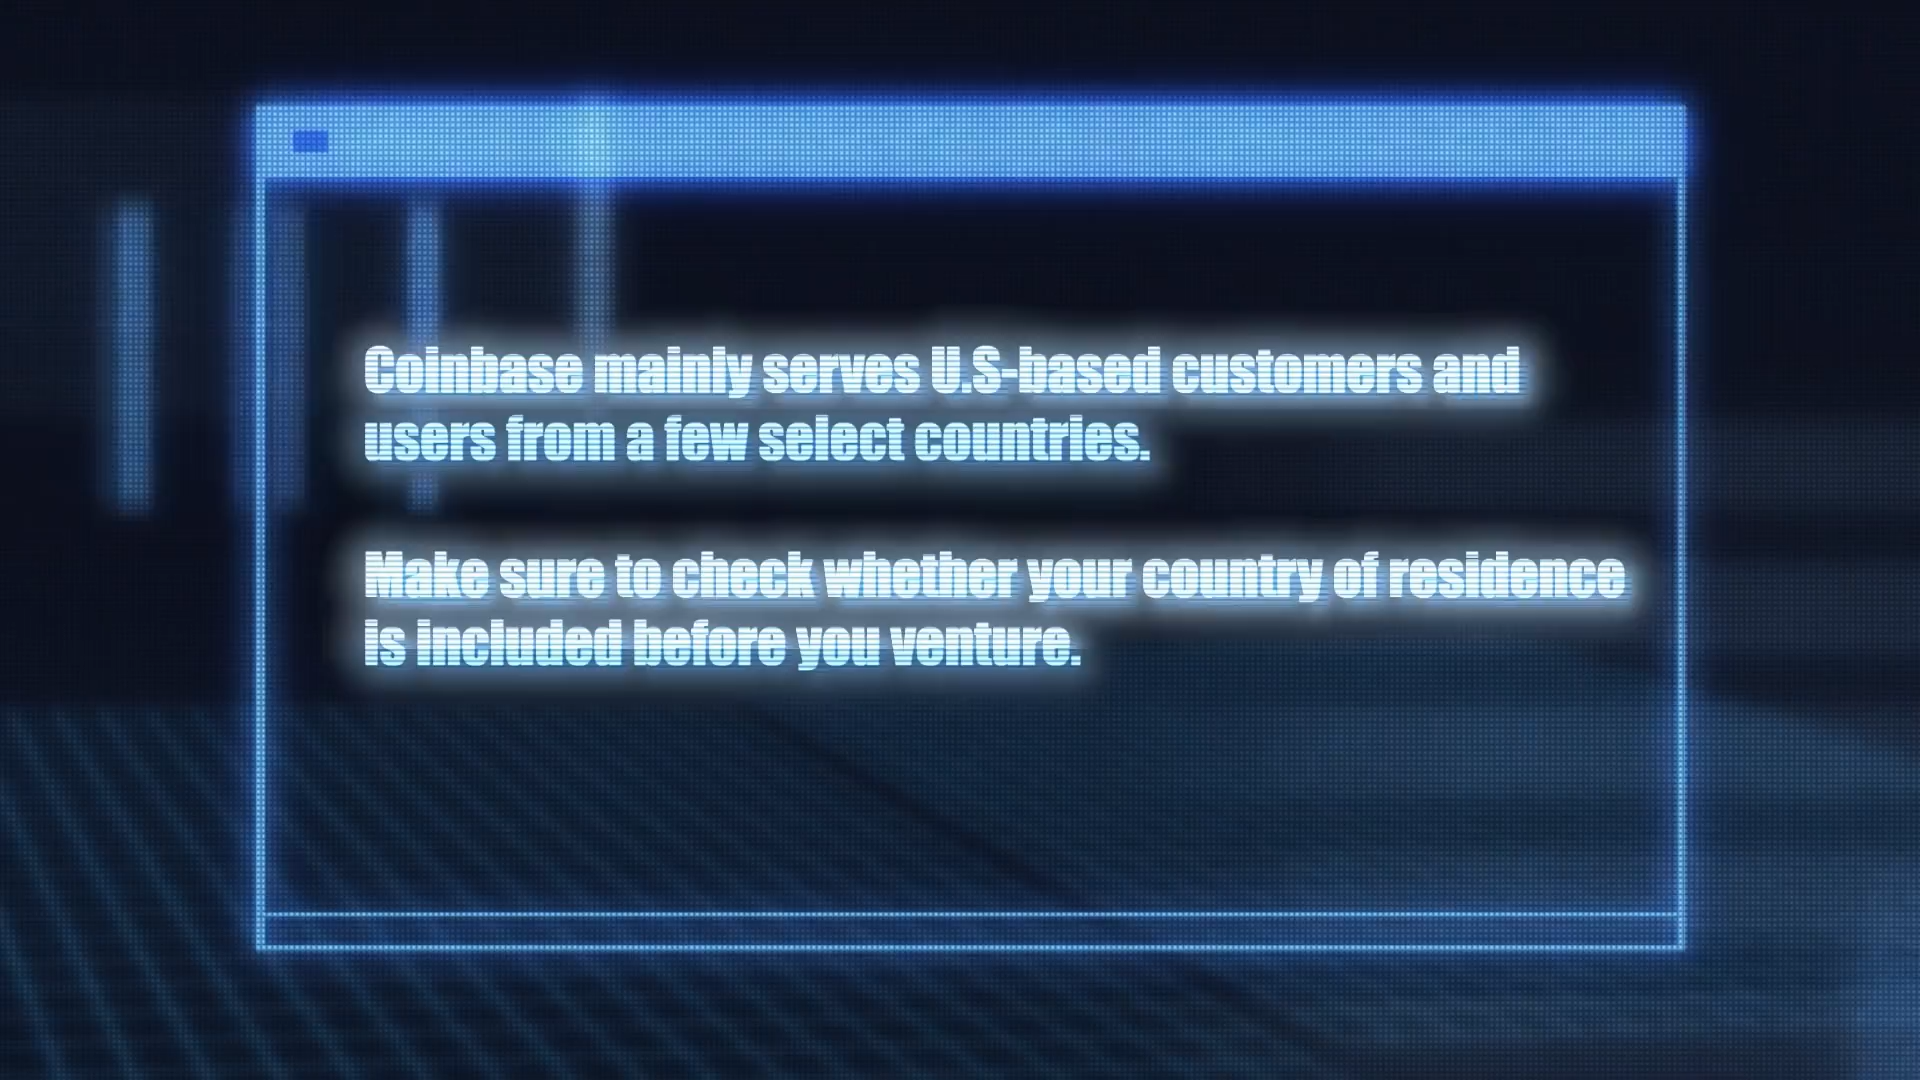 Coinbase mainly serves U.S-based customers and
users from a few select countries.
Make sure to check whether your country of residence
is included before you venture.